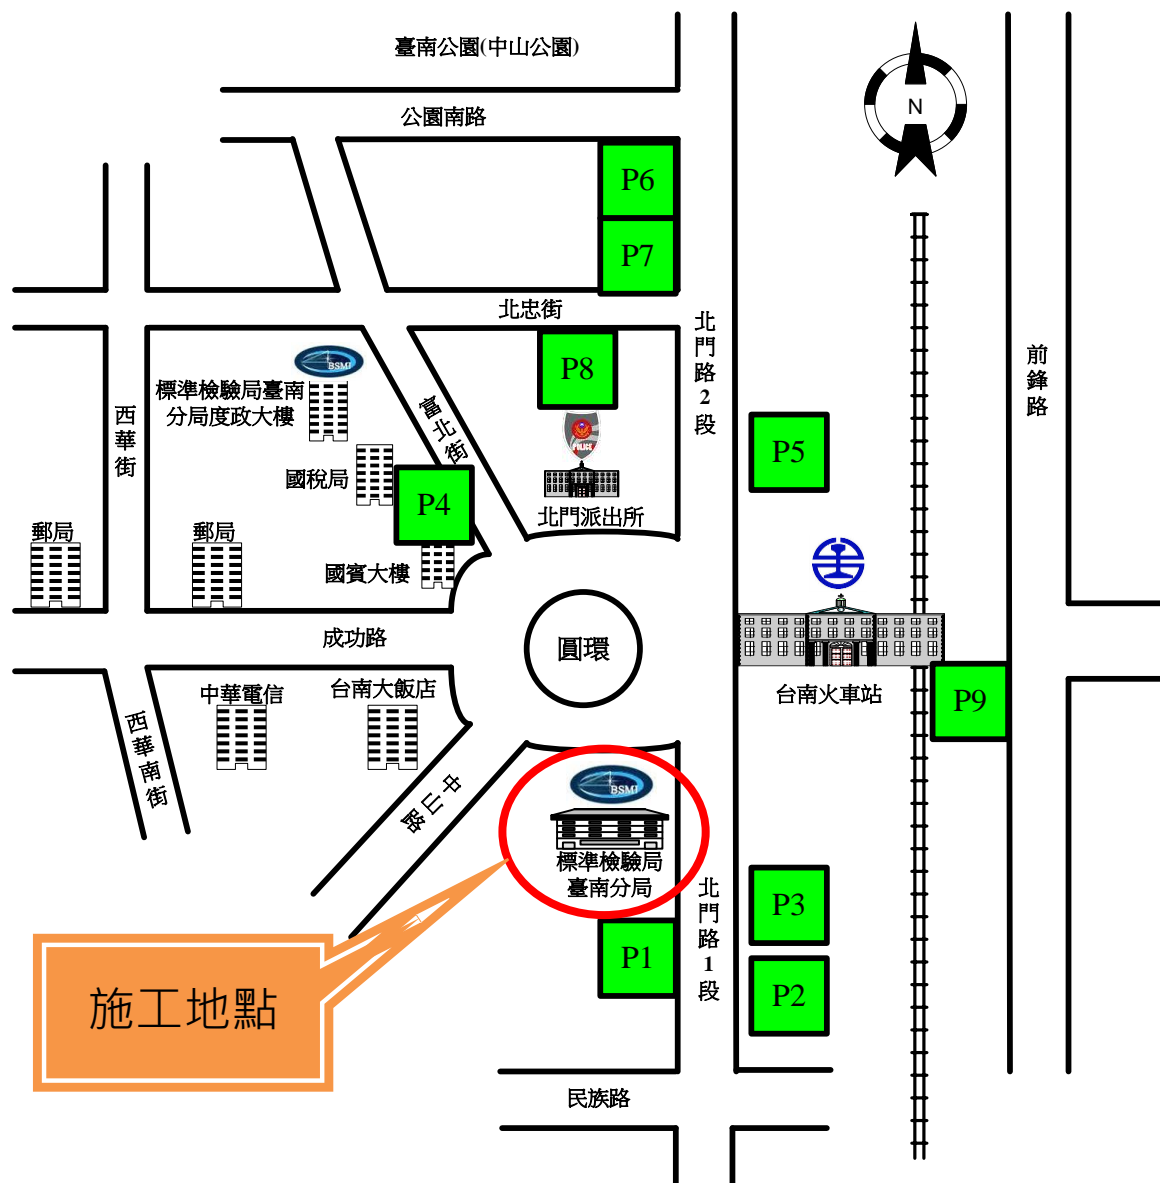 臺南公園(中山公園)
公園南路
N
P6
P7
北忠街
北門路2段
前鋒路
P8
BSMI
標準檢驗局臺南
分局度政大樓
西華街
富北街
POLICE
P5
國稅局
P4
北門派出所
郵局
郵局
國賓大樓
成功路
圓環
台南火車站
P9
中華電信
台南大飯店
西華南街
中山路
BSMI
標準檢驗局
臺南分局
北門路1段
P3
P1
P2
施工地點
民族路